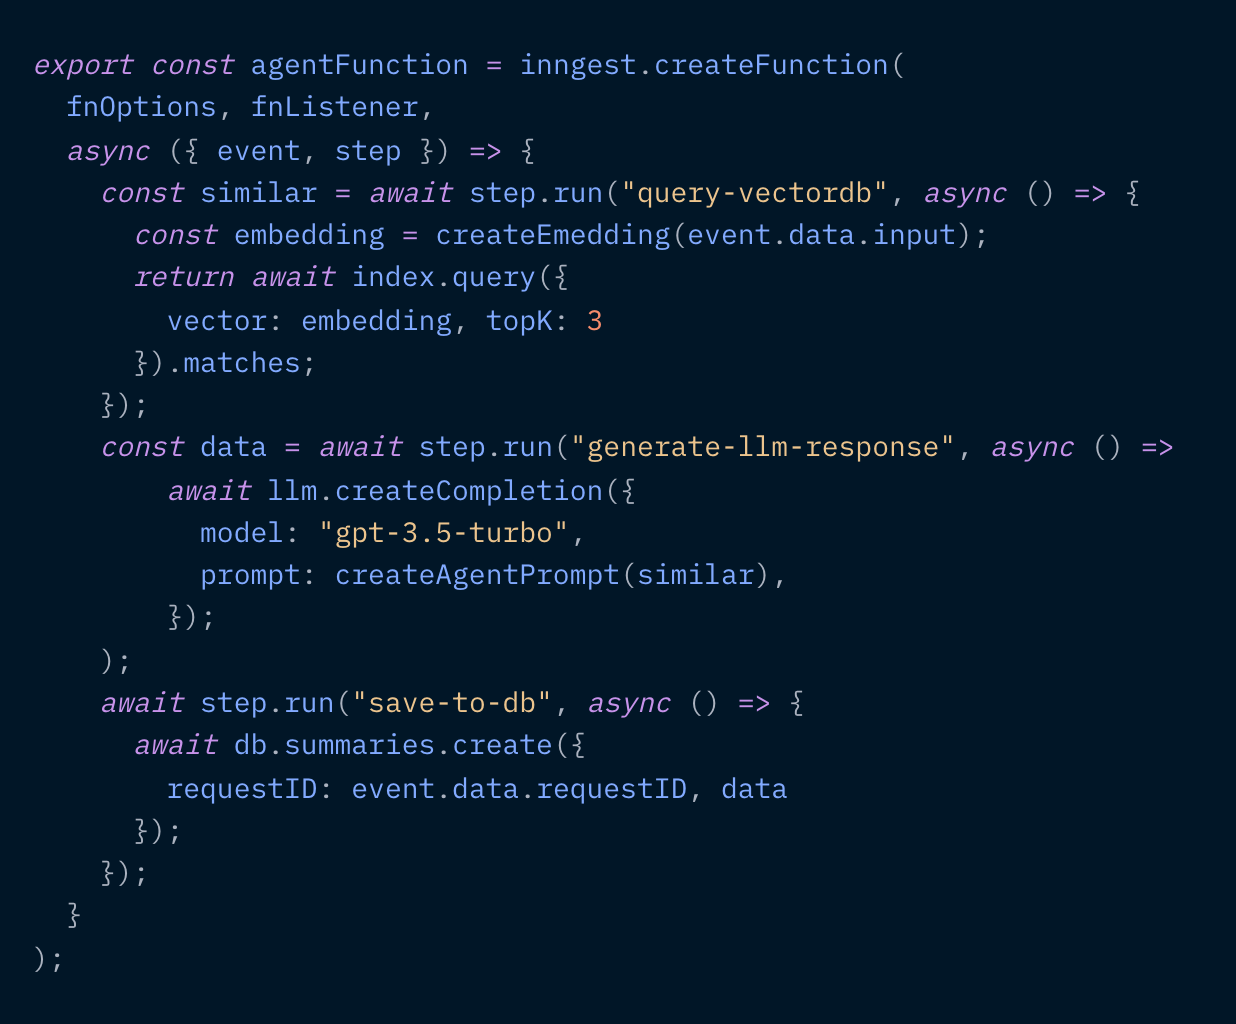 export const agentFunction = inngest.createFunction(
  fnOptions, fnListener,
  async ({ event, step }) => {
    const similar = await step.run("query-vectordb", async () => {
      const embedding = createEmedding(event.data.input);
      return await index.query({
        vector: embedding, topK: 3
      }).matches;
    });
    const data = await step.run("generate-llm-response", async () =>
        await llm.createCompletion({
          model: "gpt-3.5-turbo",
          prompt: createAgentPrompt(similar),
        });
    );
    await step.run("save-to-db", async () => {
      await db.summaries.create({
        requestID: event.data.requestID, data
      });
    });
  }
);